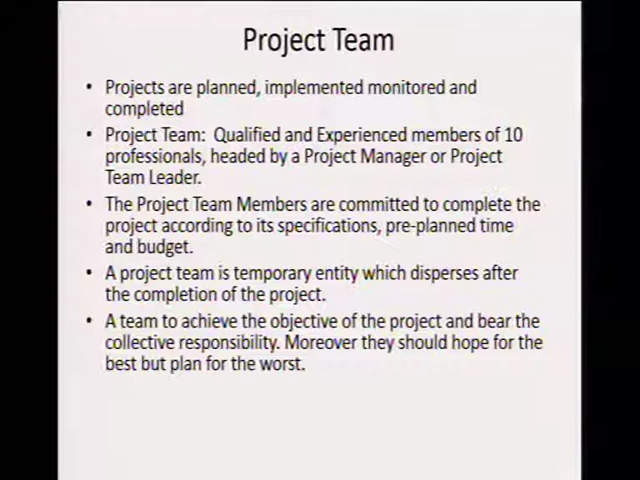 Project Team
• Projects are planned, implemented monitored and
completed
• Project Team: Qualified and Experienced members of 10
professionals, headed by a Project Manager or Project
Team Leader.
• The Project Team Members are committed to complete the
project according to its specifications, pre-planned time
and budget.
• A project team is temporary entity which disperses after
the completion of the project.
• A team to achieve the objective of the project and bear the
collective responsibility. Moreover they should hope for the
best but plan for the worst.